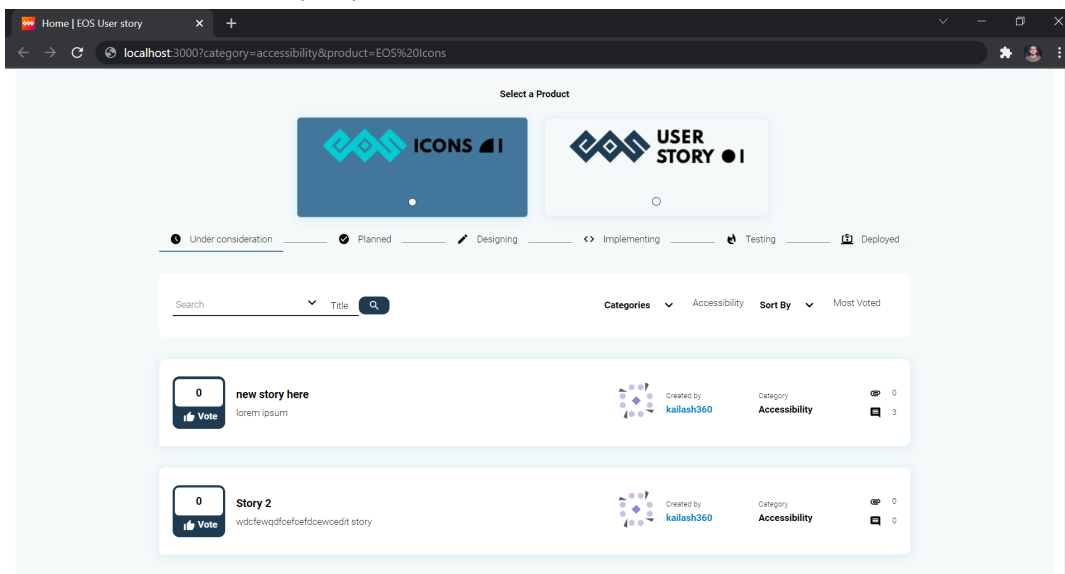 Home | EOS User story
localhost:3000?category=accessibility&product=EOS%20Icons
Select a Product
eos ICONS
eos USER
STORY
Under consideration Planned Designing Implementing Testing Deployed
Search Title Categories Accessibility Sort By Most Voted
0 new story here Created by Category 0
Vote lorem ipsum kailash360 Accessibility 3
0 Story 2 Created by Category 0
Vote wdcfewqdfcefcefdcewcedit story kailash360 Accessibility 0